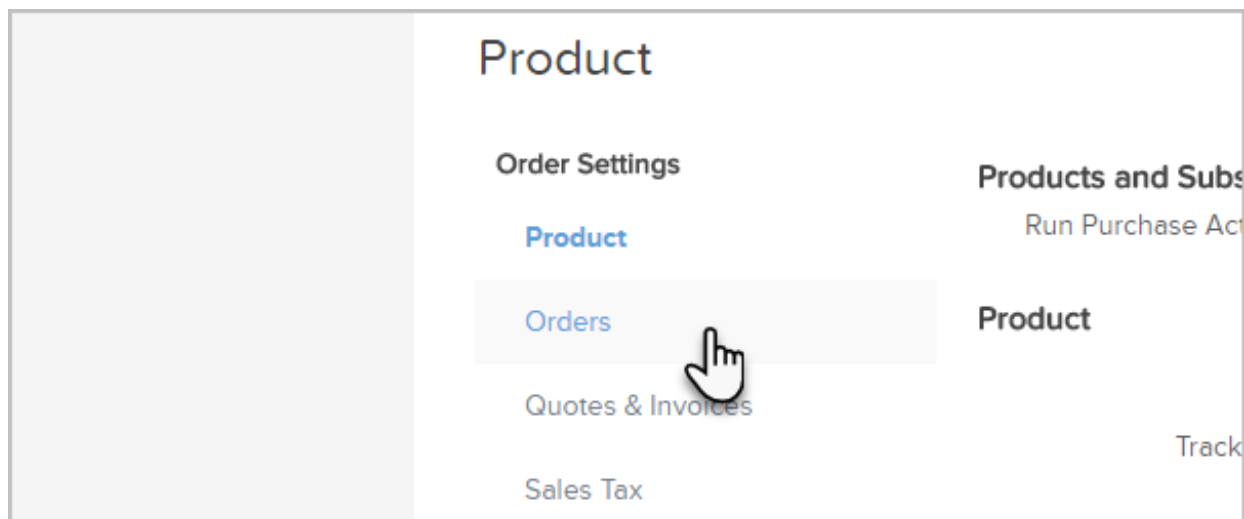 Product
Order Settings
Product
Orders
Quotes & Invoices
Sales Tax
Products and Subs
Run Purchase Act
Product
Track